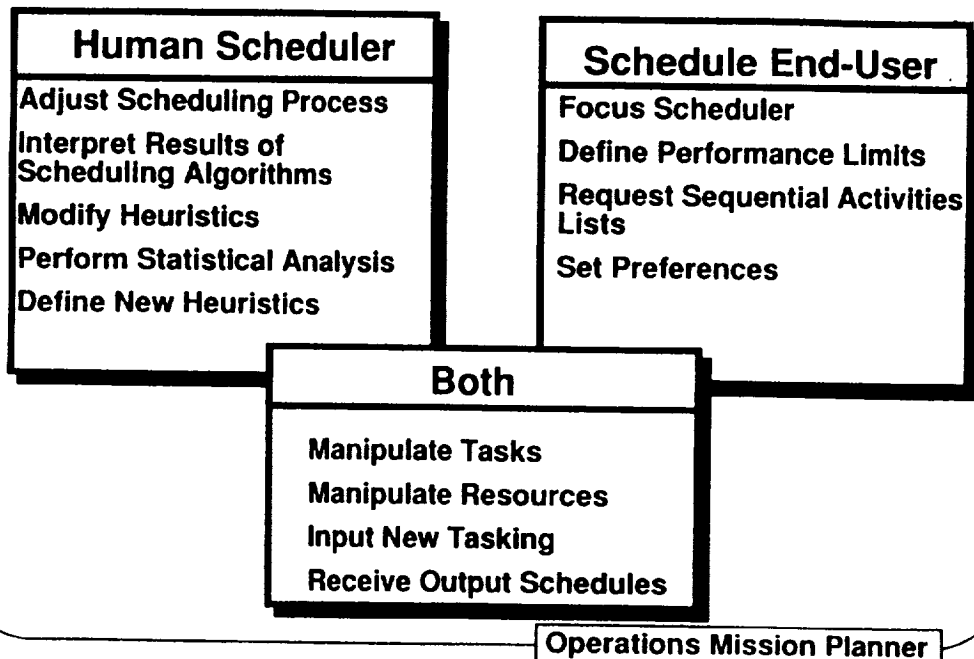 Human Scheduler
Adjust Scheduling Process
Interpret Results of
Scheduling Algorithms
Modify Heuristics
Perform Statistical Analysis
Define New Heuristics
Schedule End-User
Focus Scheduler
Define Performance Limits
Request Sequential Activities
Lists
Set Preferences
Both
Manipulate Tasks
Manipulate Resources
Input New Tasking
Receive Output Schedules
Operations Mission Planner